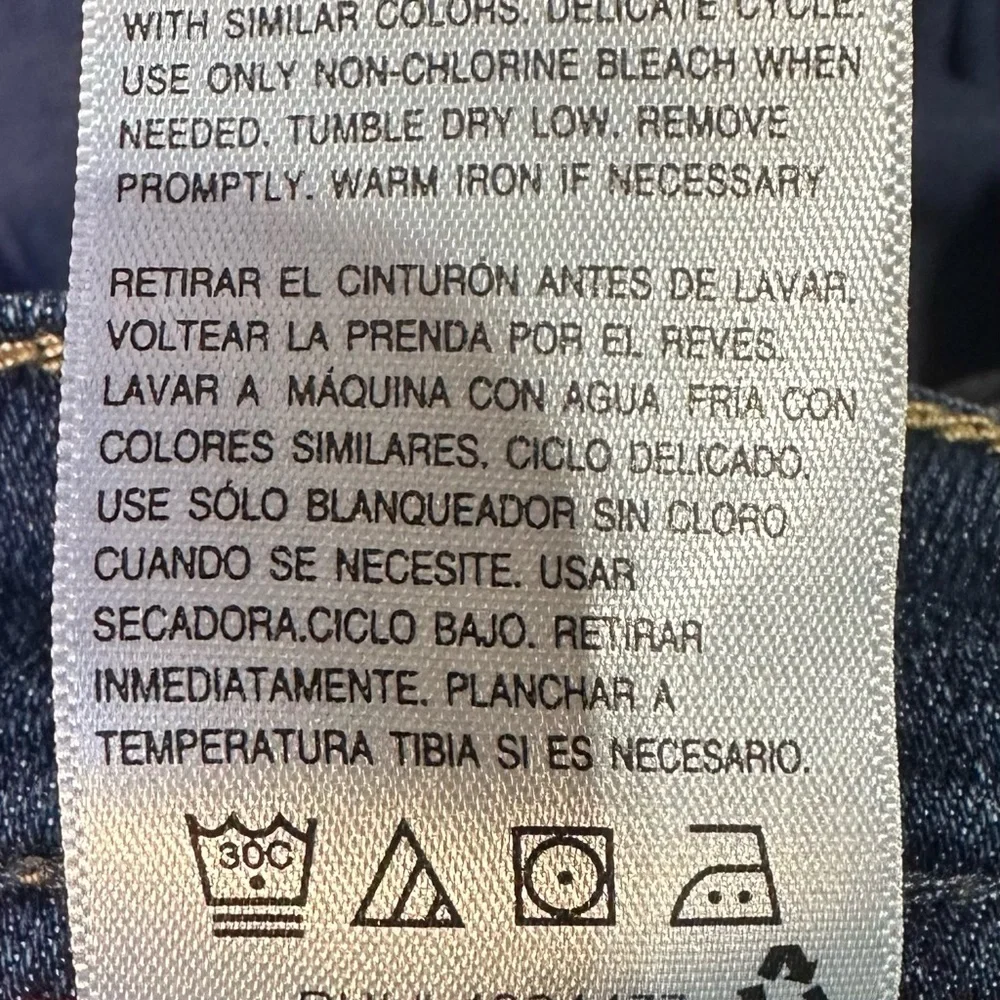 WITH SIMILAR COLORS. DELICATE CYCLE.
USE ONLY NON-CHLORINE BLEACH WHEN
NEEDED. TUMBLE DRY LOW. REMOVE
PROMPTLY. WARM IRON IF NECESSARY
RETIRAR EL CINTURÓN ANTES DE LAVAR.
VOLTEAR LA PRENDA POR EL REVÉS.
LAVAR A MÁQUINA CON AGUA FRÍA CON
COLORES SIMILARES. CICLO DELICADO.
USE SÓLO BLANQUEADOR SIN CLORO
CUANDO SE NECESITE. USAR
SECADORA.CICLO BAJO. RETIRAR
INMEDIATAMENTE. PLANCHAR A
TEMPERATURA TIBIA SI ES NECESARIO.
30C